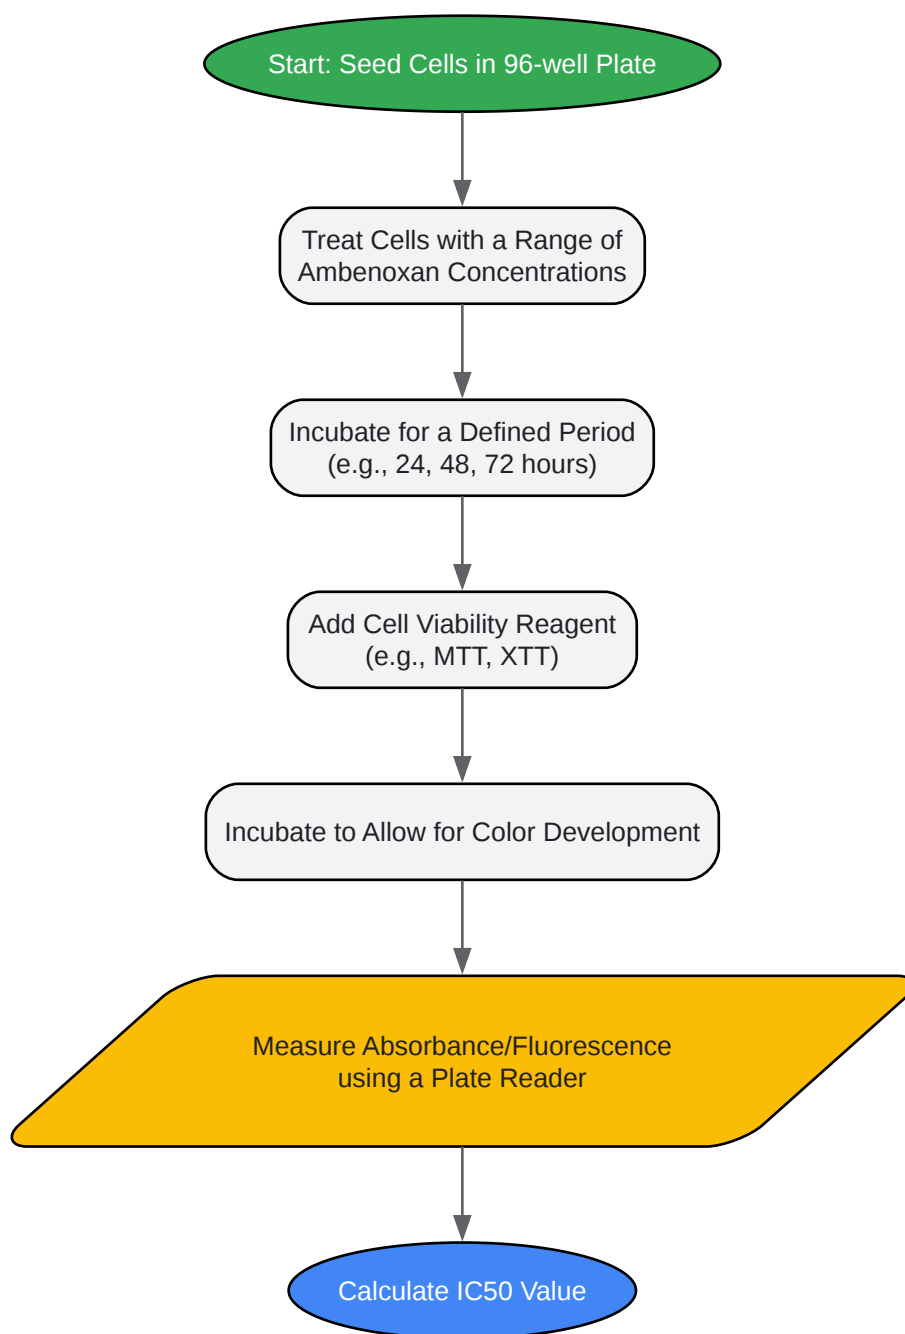 Start: Seed Cells in 96-well Plate
Treat Cells with a Range of
Ambenoxan Concentrations
Incubate for a Defined Period
(e.g., 24, 48, 72 hours)
Add Cell Viability Reagent
(e.g., MTT, XTT)
Incubate to Allow for Color Development
Measure Absorbance/Fluorescence
using a Plate Reader
Calculate IC50 Value